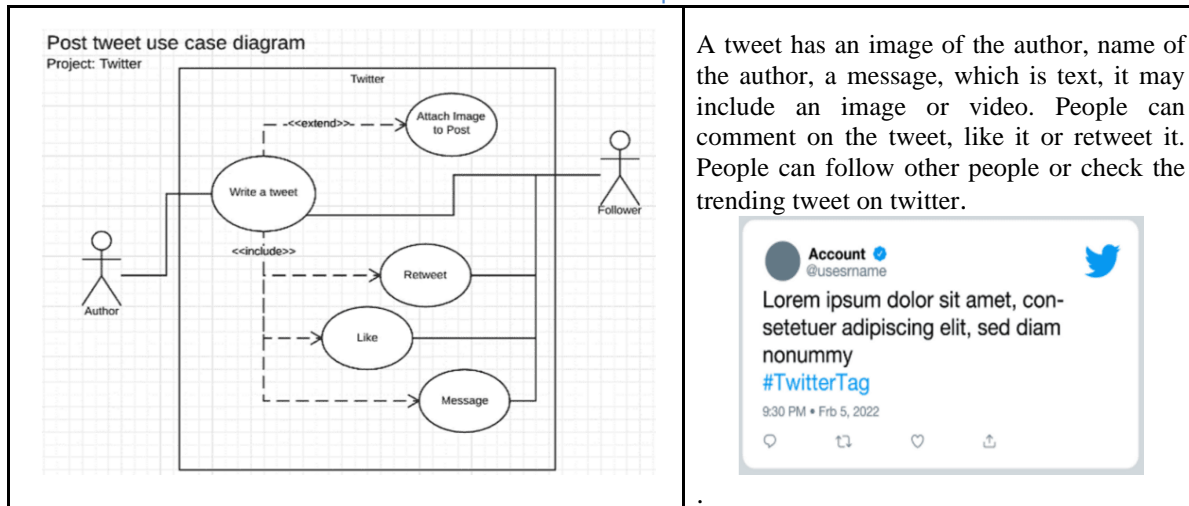 Post tweet use case diagram
Project: Twitter
Twitter
Attach Image
to Post
<<extend>>
Write a tweet
Follower
<<include>>
Author
Retweet
Like
Message
A tweet has an image of the author, name of
the author, a message, which is text, it may
include an image or video. People can
comment on the tweet, like it or retweet it.
People can follow other people or check the
trending tweet on twitter.
Account
@usesrname
Lorem ipsum dolor sit amet, con-
setetuer adipiscing elit, sed diam
nonummy
#TwitterTag
9:30 PM • Frb 5, 2022
.